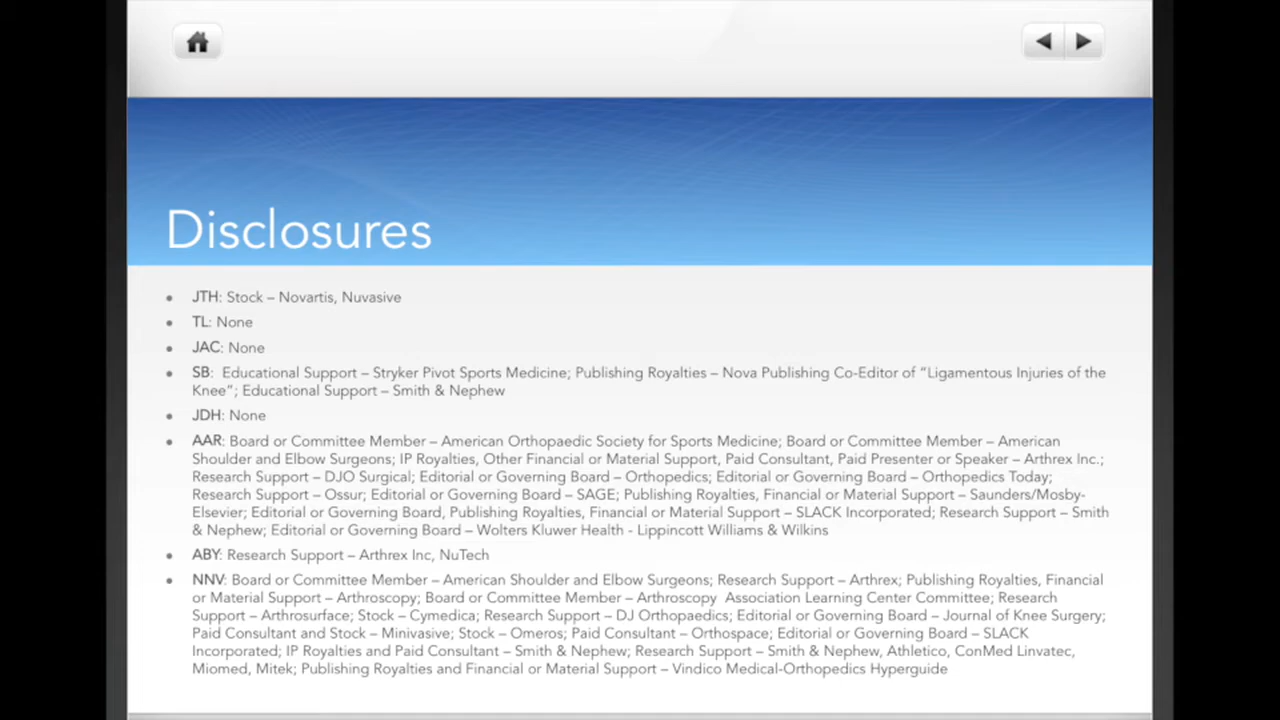 Disclosures
• JTH: Stock – Novartis, Nuvasive
• TL: None
• JAC: None
• SB:  Educational Support – Stryker Pivot Sports Medicine; Publishing Royalties – Nova Publishing Co-Editor of “Ligamentous Injuries of the
Knee”; Educational Support – Smith & Nephew
• JDH: None
• AAR: Board or Committee Member – American Orthopaedic Society for Sports Medicine; Board or Committee Member – American
Shoulder and Elbow Surgeons; IP Royalties, Other Financial or Material Support, Paid Consultant, Paid Presenter or Speaker – Arthrex Inc.;
Research Support – DJO Surgical; Editorial or Governing Board – Orthopedics; Editorial or Governing Board – Orthopedics Today;
Research Support – Ossur; Editorial or Governing Board – SAGE; Publishing Royalties, Financial or Material Support – Saunders/Mosby-
Elsevier; Editorial or Governing Board, Publishing Royalties, Financial or Material Support – SLACK Incorporated; Research Support – Smith
& Nephew; Editorial or Governing Board – Wolters Kluwer Health - Lippincott Williams & Wilkins
• ABY: Research Support – Arthrex Inc, NuTech
• NNV: Board or Committee Member – American Shoulder and Elbow Surgeons; Research Support – Arthrex; Publishing Royalties, Financial
or Material Support – Arthroscopy; Board or Committee Member – Arthroscopy  Association Learning Center Committee; Research
Support – Arthrosurface; Stock – Cymedica; Research Support – DJ Orthopaedics; Editorial or Governing Board – Journal of Knee Surgery;
Paid Consultant and Stock – Minivasive; Stock – Omeros; Paid Consultant – Orthospace; Editorial or Governing Board – SLACK
Incorporated; IP Royalties and Paid Consultant – Smith & Nephew; Research Support – Smith & Nephew, Athletico, ConMed Linvatec,
Miomed, Mitek; Publishing Royalties and Financial or Material Support – Vindico Medical-Orthopedics Hyperguide